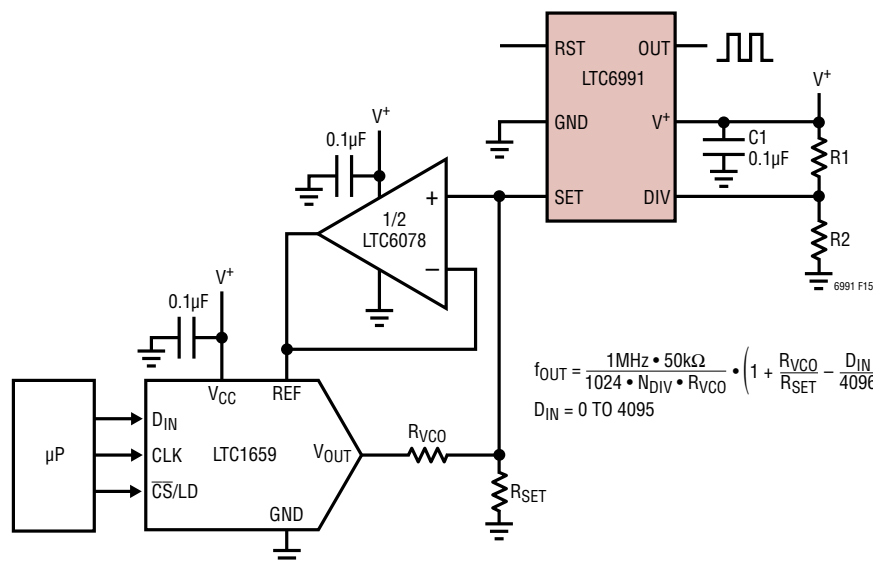 RST
OUT
LTC6991
V+
GND
V+
C1
0.1µF
R1
SET
DIV
R2
6991 F15
V+
0.1µF
+
1/2
LTC6078
−
V+
0.1µF
VCC
REF
µP
DIN
CLK
CS/LD
LTC1659
VOUT
GND
RVCO
RSET
fOUT = 1MHz • 50kΩ / 1024 • NDIV • RVCO • (1 + RVCO / RSET − DIN / 4096
DIN = 0 TO 4095